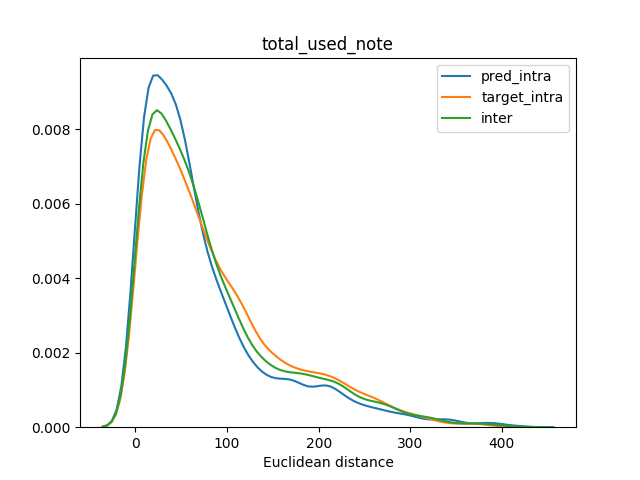 total_used_note
pred_intra
target_intra
inter
0.008
0.006
0.004
0.002
0.000
0 100 200 300 400
Euclidean distance